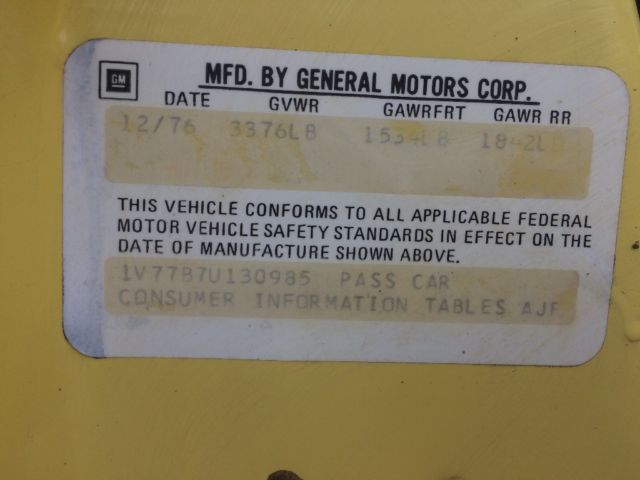 GM
MFD. BY GENERAL MOTORS CORP.
DATE GVWR GAWRFRT GAWR RR
12/76 3376LB 1534LB 1842LB
THIS VEHICLE CONFORMS TO ALL APPLICABLE FEDERAL
MOTOR VEHICLE SAFETY STANDARDS IN EFFECT ON THE
DATE OF MANUFACTURE SHOWN ABOVE.
1V77B7U130985 PASS CAR
CONSUMER INFORMATION TABLES